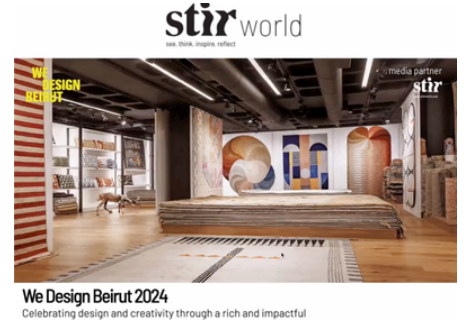 stir world
see. think. inspire. reflect
WE
DESIGN
BEIRUT
media partner
stir
We Design Beirut 2024
Celebrating design and creativity through a rich and impactful